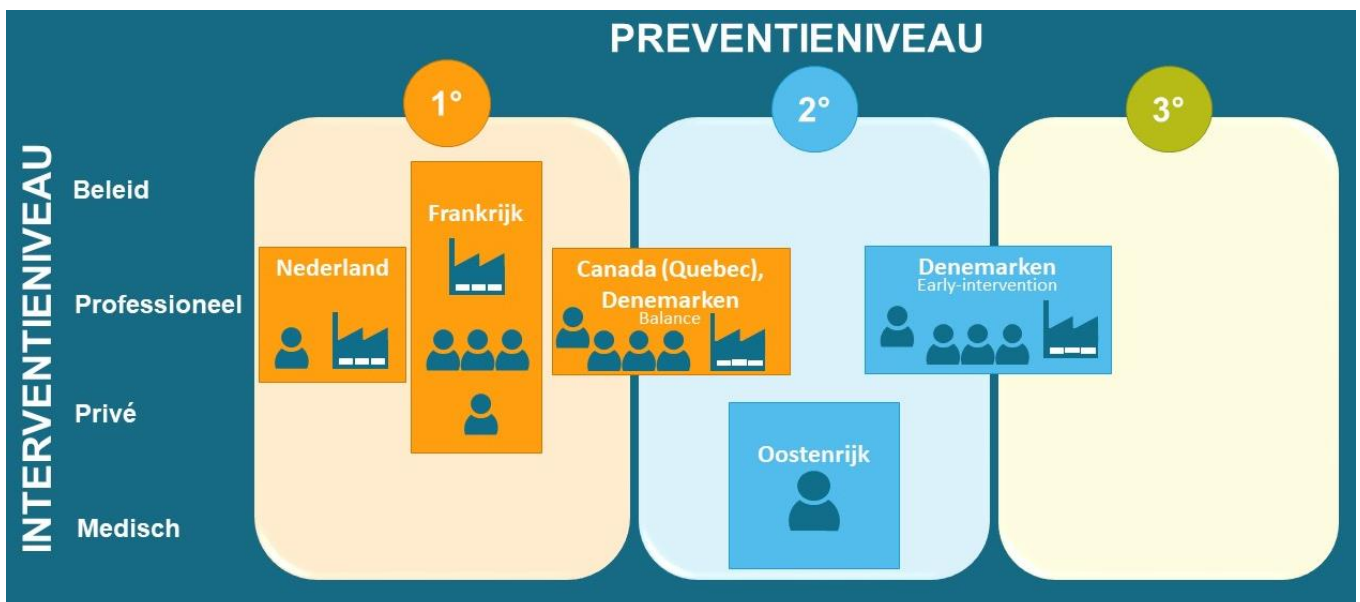 PREVENTIENIVEAU
1°
2°
3°
INTERVENTIENIVEAU
Beleid
Professioneel
Privé
Medisch
Frankrijk
Nederland
Canada (Quebec),
Denemarken
Balance
Denemarken
Early-intervention
Oostenrijk